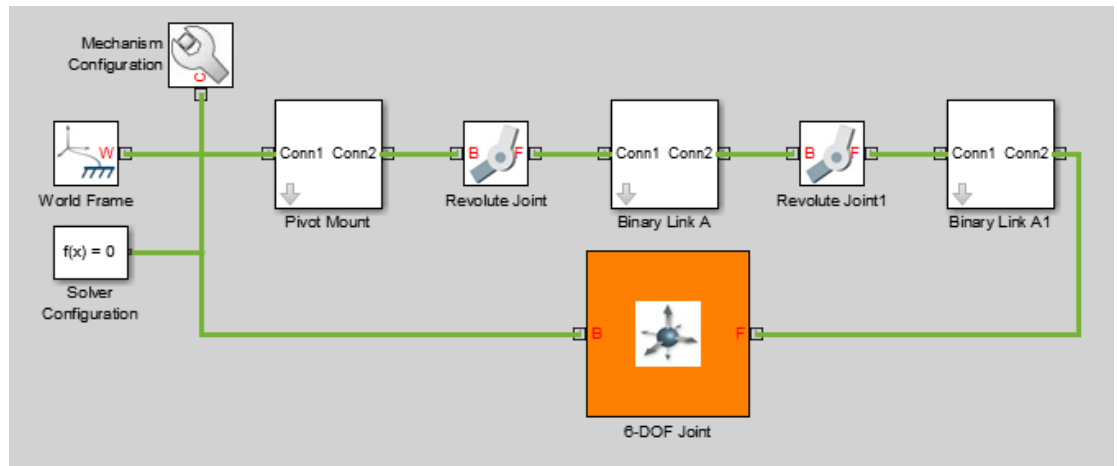 Mechanism
Configuration
C
W
World Frame
Conn1 Conn2
Pivot Mount
B F
Revolute Joint
Conn1 Conn2
Binary Link A
B F
Revolute Joint1
Conn1 Conn2
Binary Link A1
f(x) = 0
Solver
Configuration
B F
6-DOF Joint